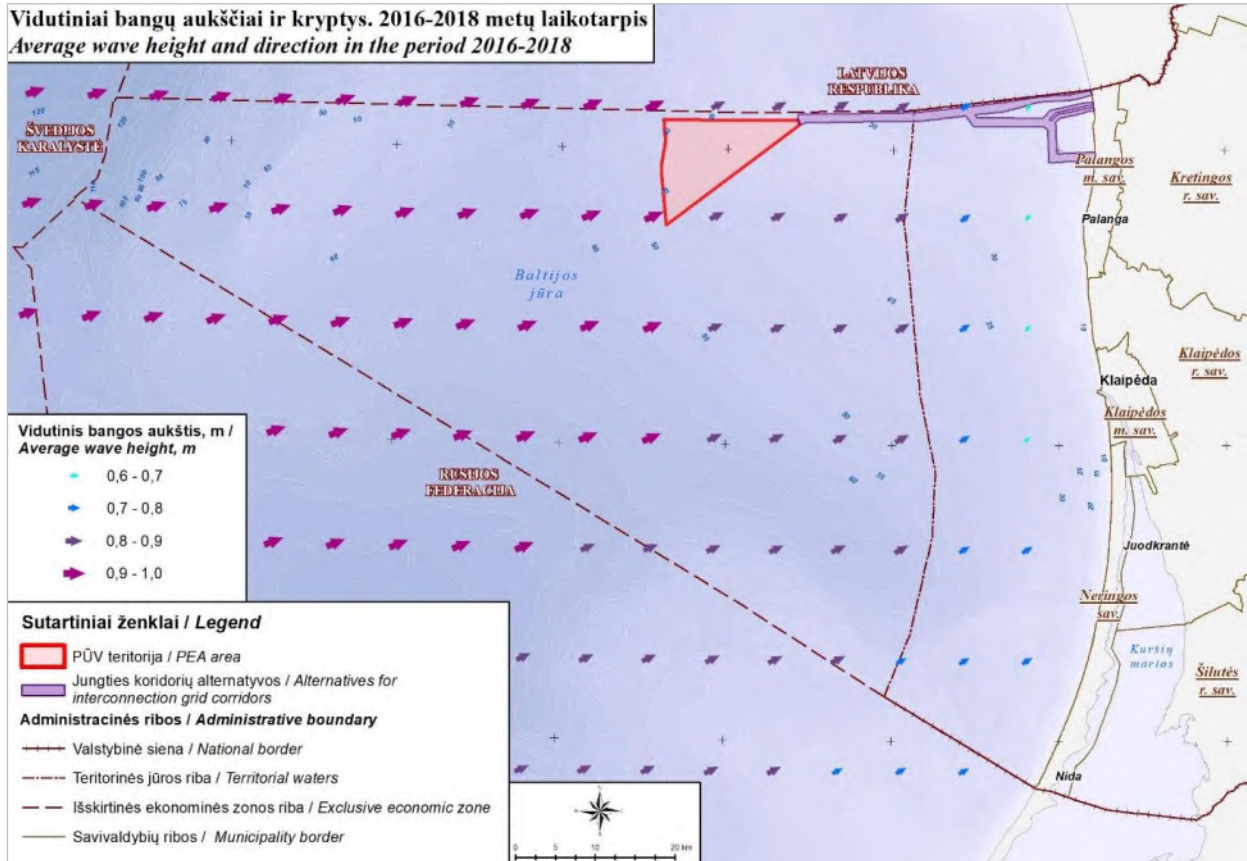 Vidutiniai bangų aukščiai ir kryptys. 2016-2018 metų laikotarpis
Average wave height and direction in the period 2016-2018
LATVIJOS
RESPUBLIKA
ŠVEDIJOS
KARALYSTĖ
Palangos
m. sav.
Kretingos
r. sav.
Palanga
Baltijos
jūra
Klaipėdos
r. sav.
Klaipėda
Klaipėdos
m. sav.
RUSIJOS
FEDERACIJA
Juodkrantė
Neringos
sav.
Kuršių
marios
Šilutės
r. sav.
Nida
Vidutinis bangos aukštis, m /
Average wave height, m
0,6 - 0,7
0,7 - 0,8
0,8 - 0,9
0,9 - 1,0
Sutartiniai ženklai / Legend
PŪV teritorija / PEA area
Jungties koridorių alternatyvos / Alternatives for
interconnection grid corridors
Administracinės ribos / Administrative boundary
Valstybinė siena / National border
Teritorinės jūros riba / Territorial waters
Išskirtinės ekonominės zonos riba / Exclusive economic zone
Savivaldybių ribos / Municipality border
0 5 10 20 km